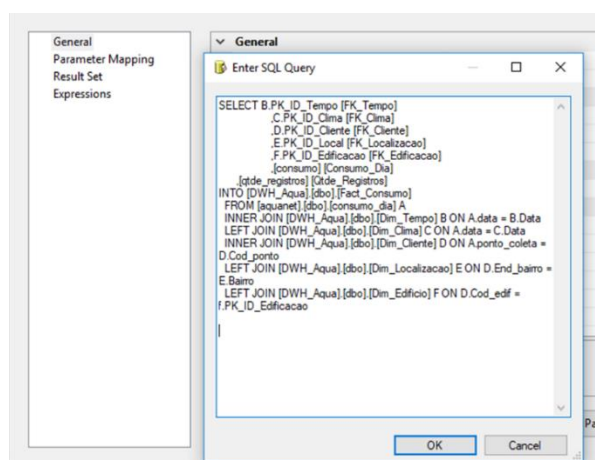 General
Parameter Mapping
Result Set
Expressions
General
Enter SQL Query
SELECT B.PK_ID_Tempo [FK_Tempo]
,C.PK_ID_Clima [FK_Clima]
,D.PK_ID_Cliente [FK_Cliente]
,E.PK_ID_Local [FK_Localizacao]
,F.PK_ID_Edificacao [FK_Edificacao]
,[consumo] [Consumo_Dia]
,[qtde_registros] [Qtde_Registros]
INTO [DWH_Aqua].[dbo].[Fact_Consumo]
FROM [aquanet].[dbo].[consumo_dia] A
INNER JOIN [DWH_Aqua].[dbo].[Dim_Tempo] B ON A.data = B.Data
LEFT JOIN [DWH_Aqua].[dbo].[Dim_Clima] C ON A.data = C.Data
INNER JOIN [DWH_Aqua].[dbo].[Dim_Cliente] D ON A.ponto_coleta =
D.Cod_ponto
LEFT JOIN [DWH_Aqua].[dbo].[Dim_Localizacao] E ON D.End_bairro =
E.Bairro
LEFT JOIN [DWH_Aqua].[dbo].[Dim_Edificio] F ON D.Cod_edif =
f.PK_ID_Edificacao
Pa
OK Cancel